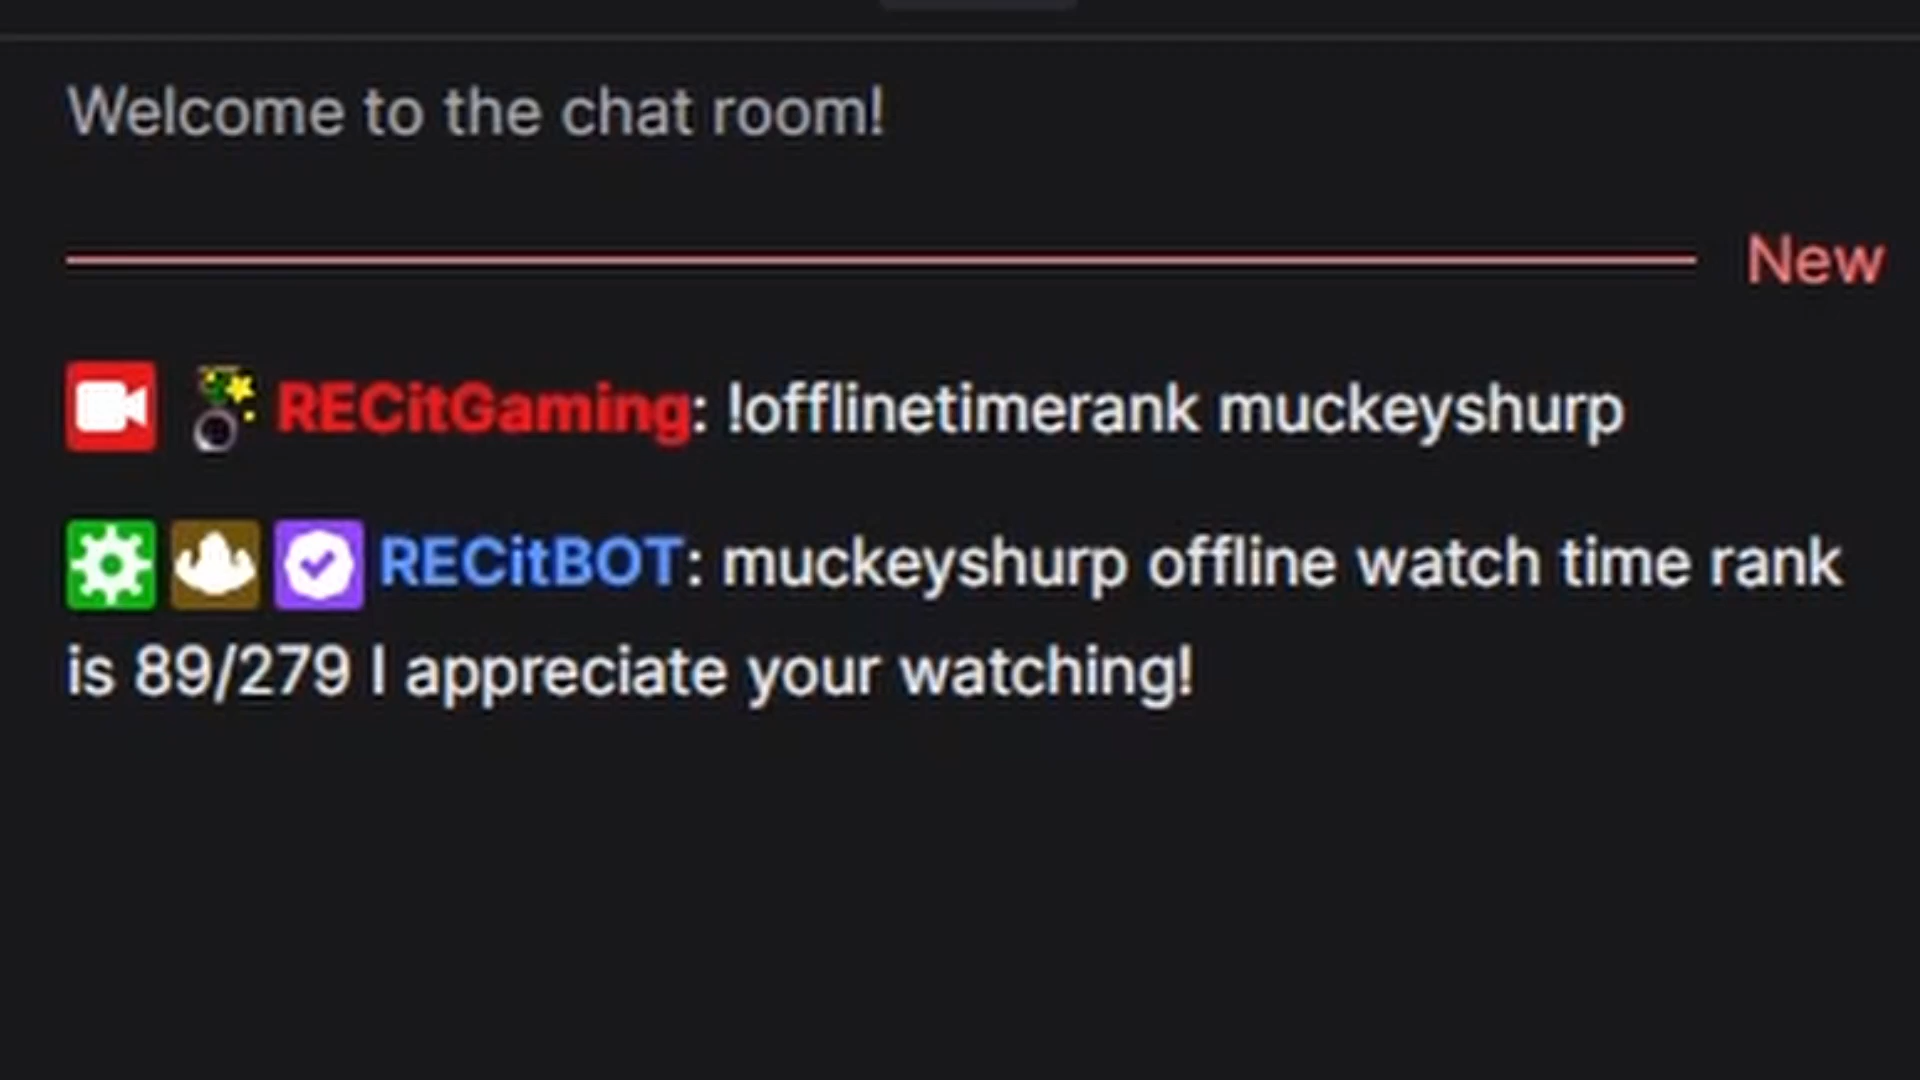 Welcome to the chat room!
New
RECitGaming: !offlinetimerank muckeyshurp
RECitBOT: muckeyshurp offline watch time rank
is 89/279 I appreciate your watching!